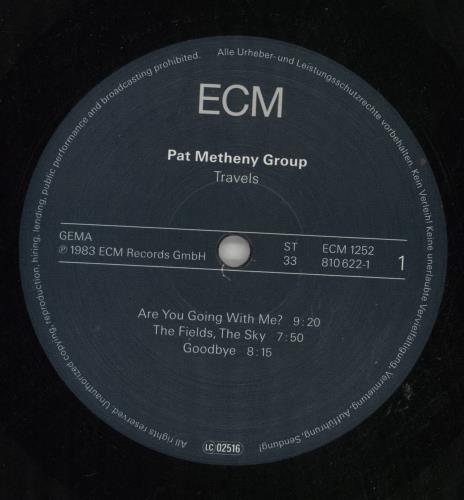 ECM
Pat Metheny Group
Travels
GEMA
℗ 1983 ECM Records GmbH
ST
33
ECM 1252
810 622-1
1
Are You Going With Me? 9:20
The Fields, The Sky 7:50
Goodbye 8:15
LC 02516
Alle Urheber- und Leistungsschutzrechte vorbehalten. Kein Verleih! Keine unerlaubte Vervielfältigung, Vermietung, Aufführung, Sendung!
All rights reserved. Unauthorized copying, reproduction, hiring, lending, public performance and broadcasting prohibited.